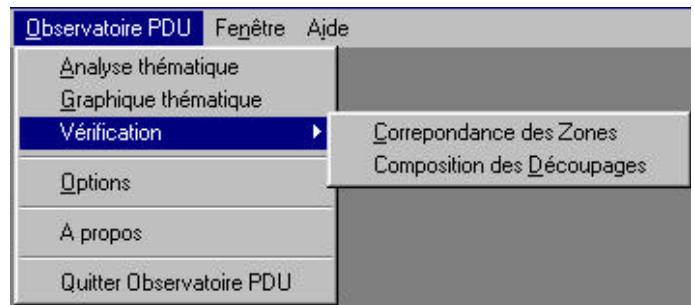 Observatoire PDU Fenêtre Aide
Analyse thématique
Graphique thématique
Vérification
Correpondance des Zones
Composition des Découpages
Options
A propos
Quitter Observatoire PDU